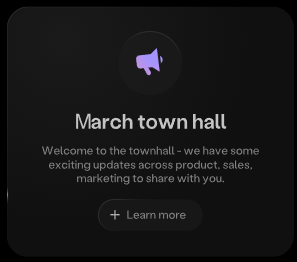 March town hall
Welcome to the townhall - we have some
exciting updates across product, sales,
marketing to share with you.
+ Learn more